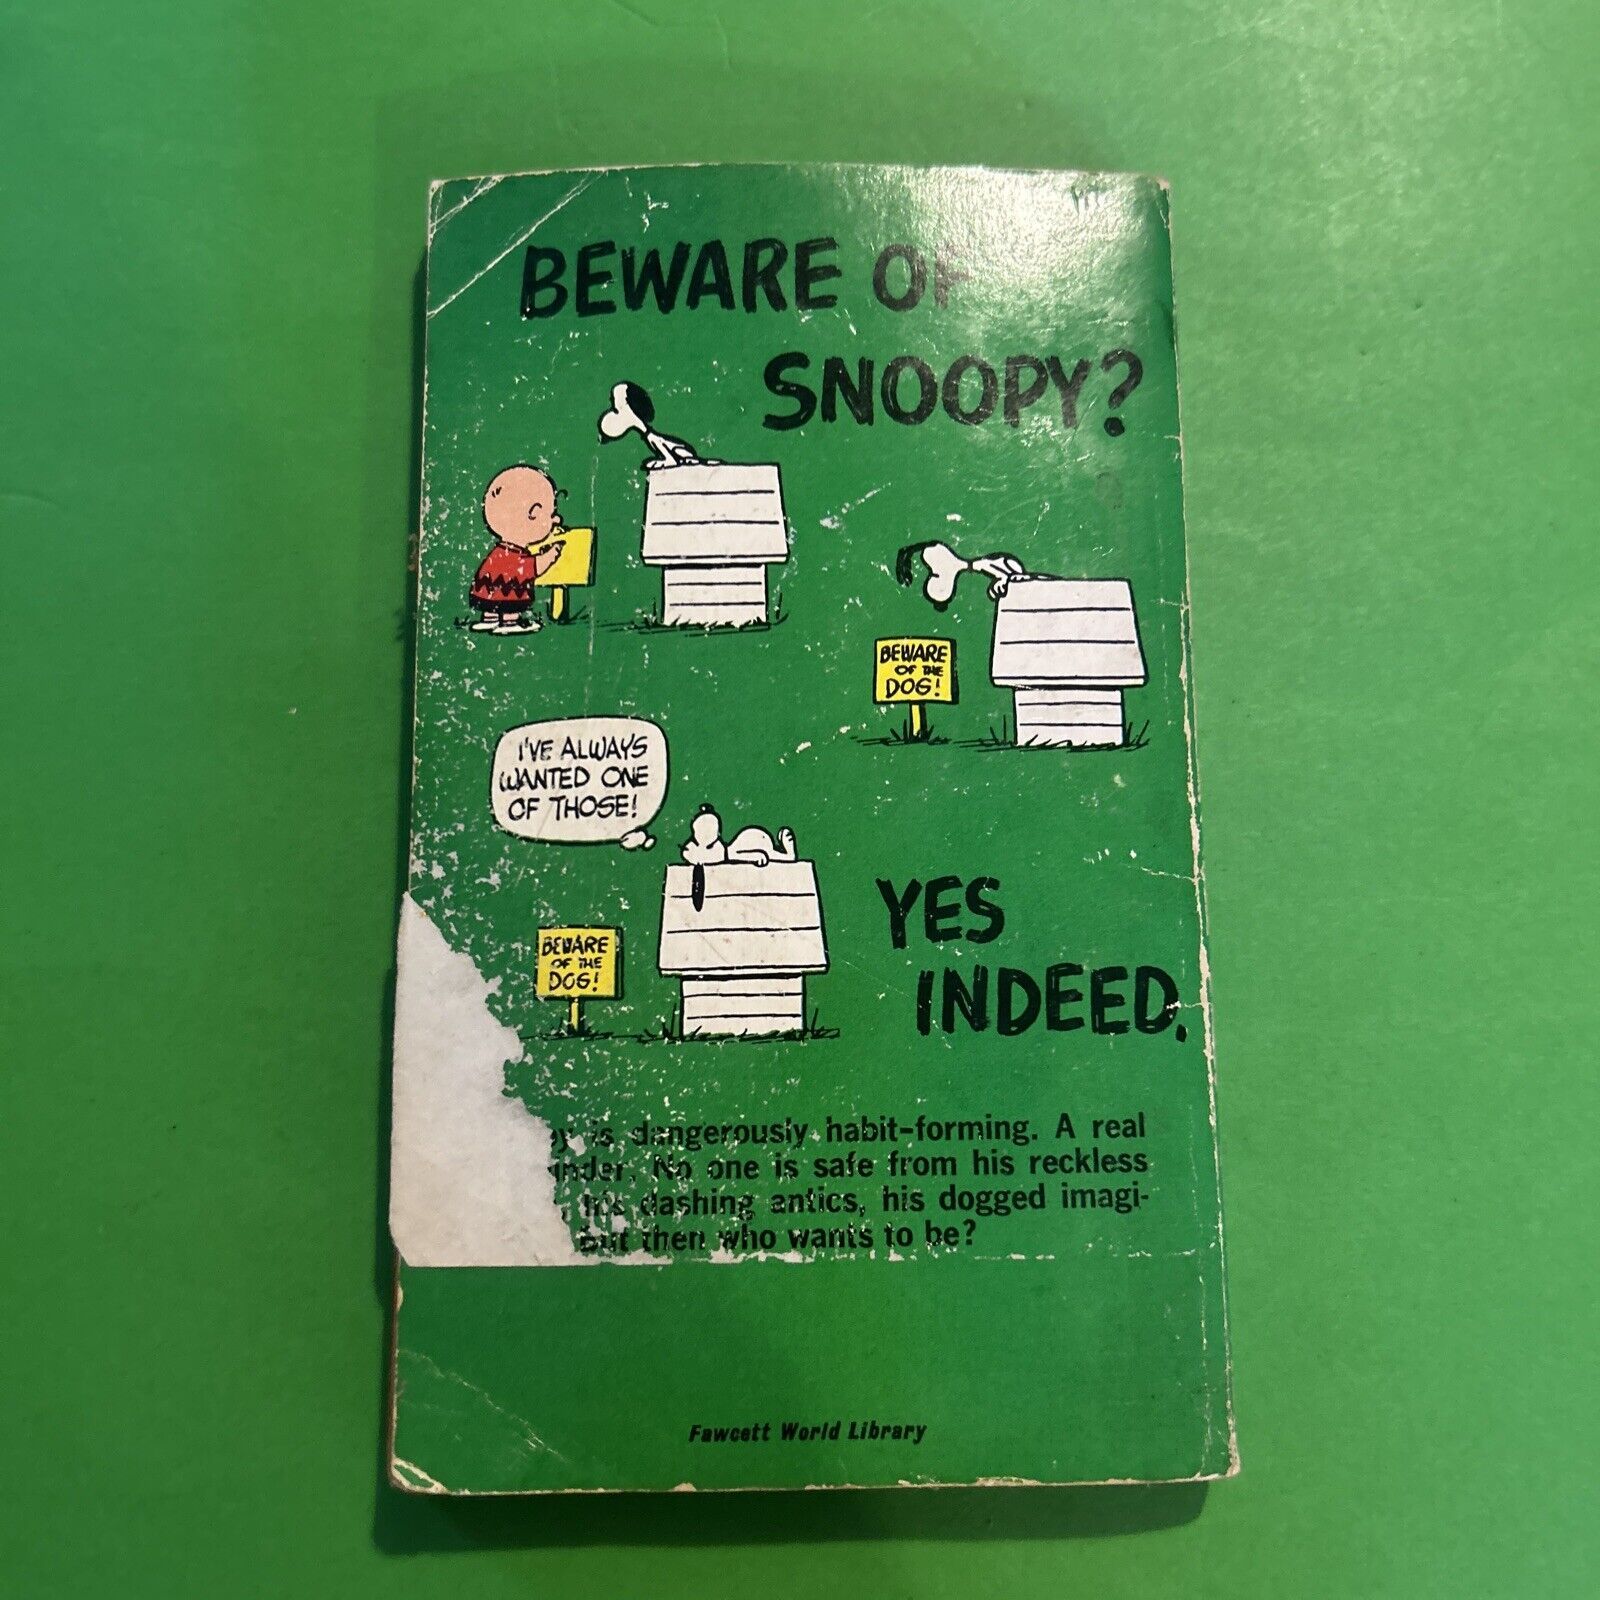 BEWARE OF
SNOOPY?
BEWARE
OF THE
DOG!
I'VE ALWAYS
WANTED ONE
OF THOSE!
BEWARE
OF THE
DOG!
YES
INDEED.
is dangerously habit-forming. A real
No one is safe from his reckless
his dashing antics, his dogged imagi-
But then who wants to be?
Fawcett World Library